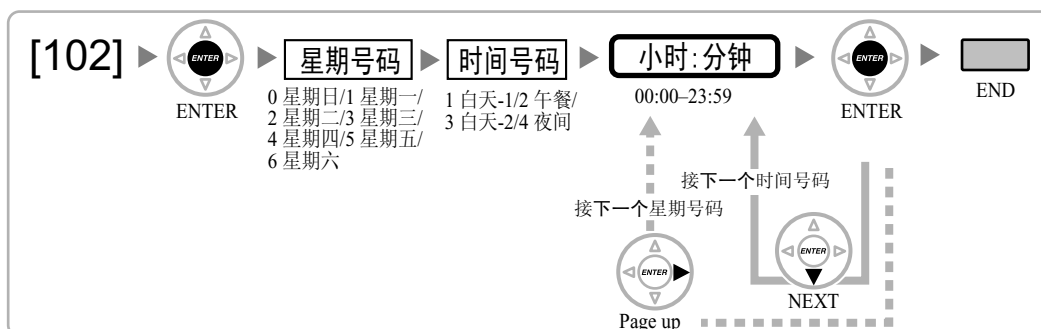 [102]
ENTER
ENTER
星期号码
0 星期日/1 星期一/
2 星期二/3 星期三/
4 星期四/5 星期五/
6 星期六
时间号码
1 白天-1/2 午餐/
3 白天-2/4 夜间
小时:分钟
00:00–23:59
ENTER
ENTER
END
接下一个时间号码
接下一个星期号码
ENTER
Page up
ENTER
NEXT